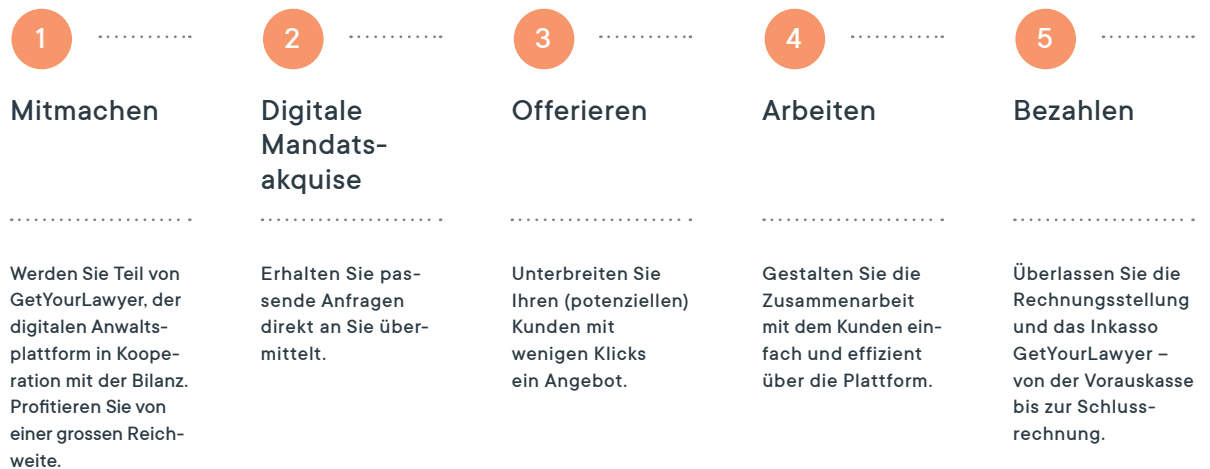 1
Mitmachen
Werden Sie Teil von
GetYourLawyer, der
digitalen Anwalts-
plattform in Koope-
ration mit der Bilanz.
Profitieren Sie von
einer grossen Reich-
weite.
2
Digitale
Mandats-
akquise
Erhalten Sie pas-
sende Anfragen
direkt an Sie über-
mittelt.
3
Offerieren
Unterbreiten Sie
Ihren (potenziellen)
Kunden mit
wenigen Klicks
ein Angebot.
4
Arbeiten
Gestalten Sie die
Zusammenarbeit
mit dem Kunden ein-
fach und effizient
über die Plattform.
5
Bezahlen
Überlassen Sie die
Rechnungsstellung
und das Inkasso
GetYourLawyer –
von der Vorauskasse
bis zur Schluss-
rechnung.